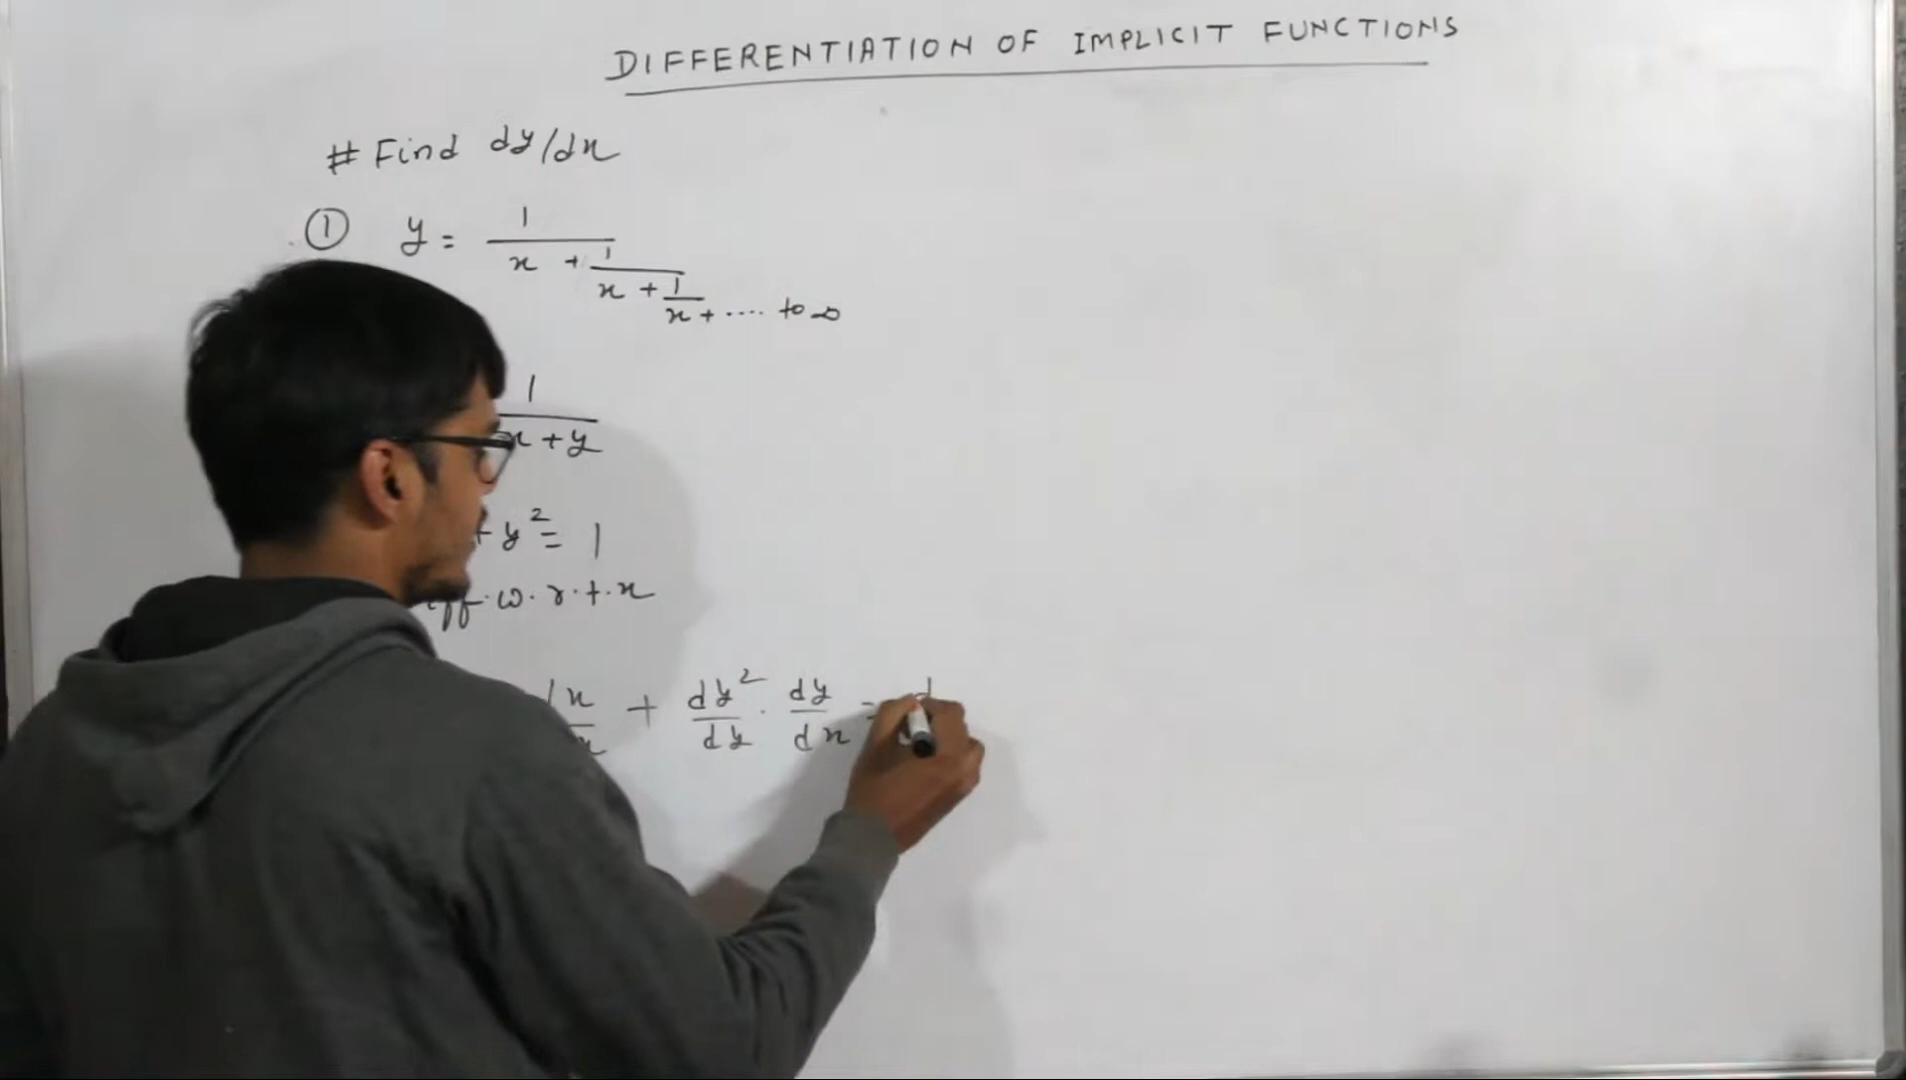 DIFFERENTIATION OF IMPLICIT FUNCTIONS
# Find dy/dx
① y = 1 / x + 1 / x + 1 / x + .... to ∞
1 / x + y
+ y² = 1
w.r.t.x
x + dy²/dy . dy/dx = d